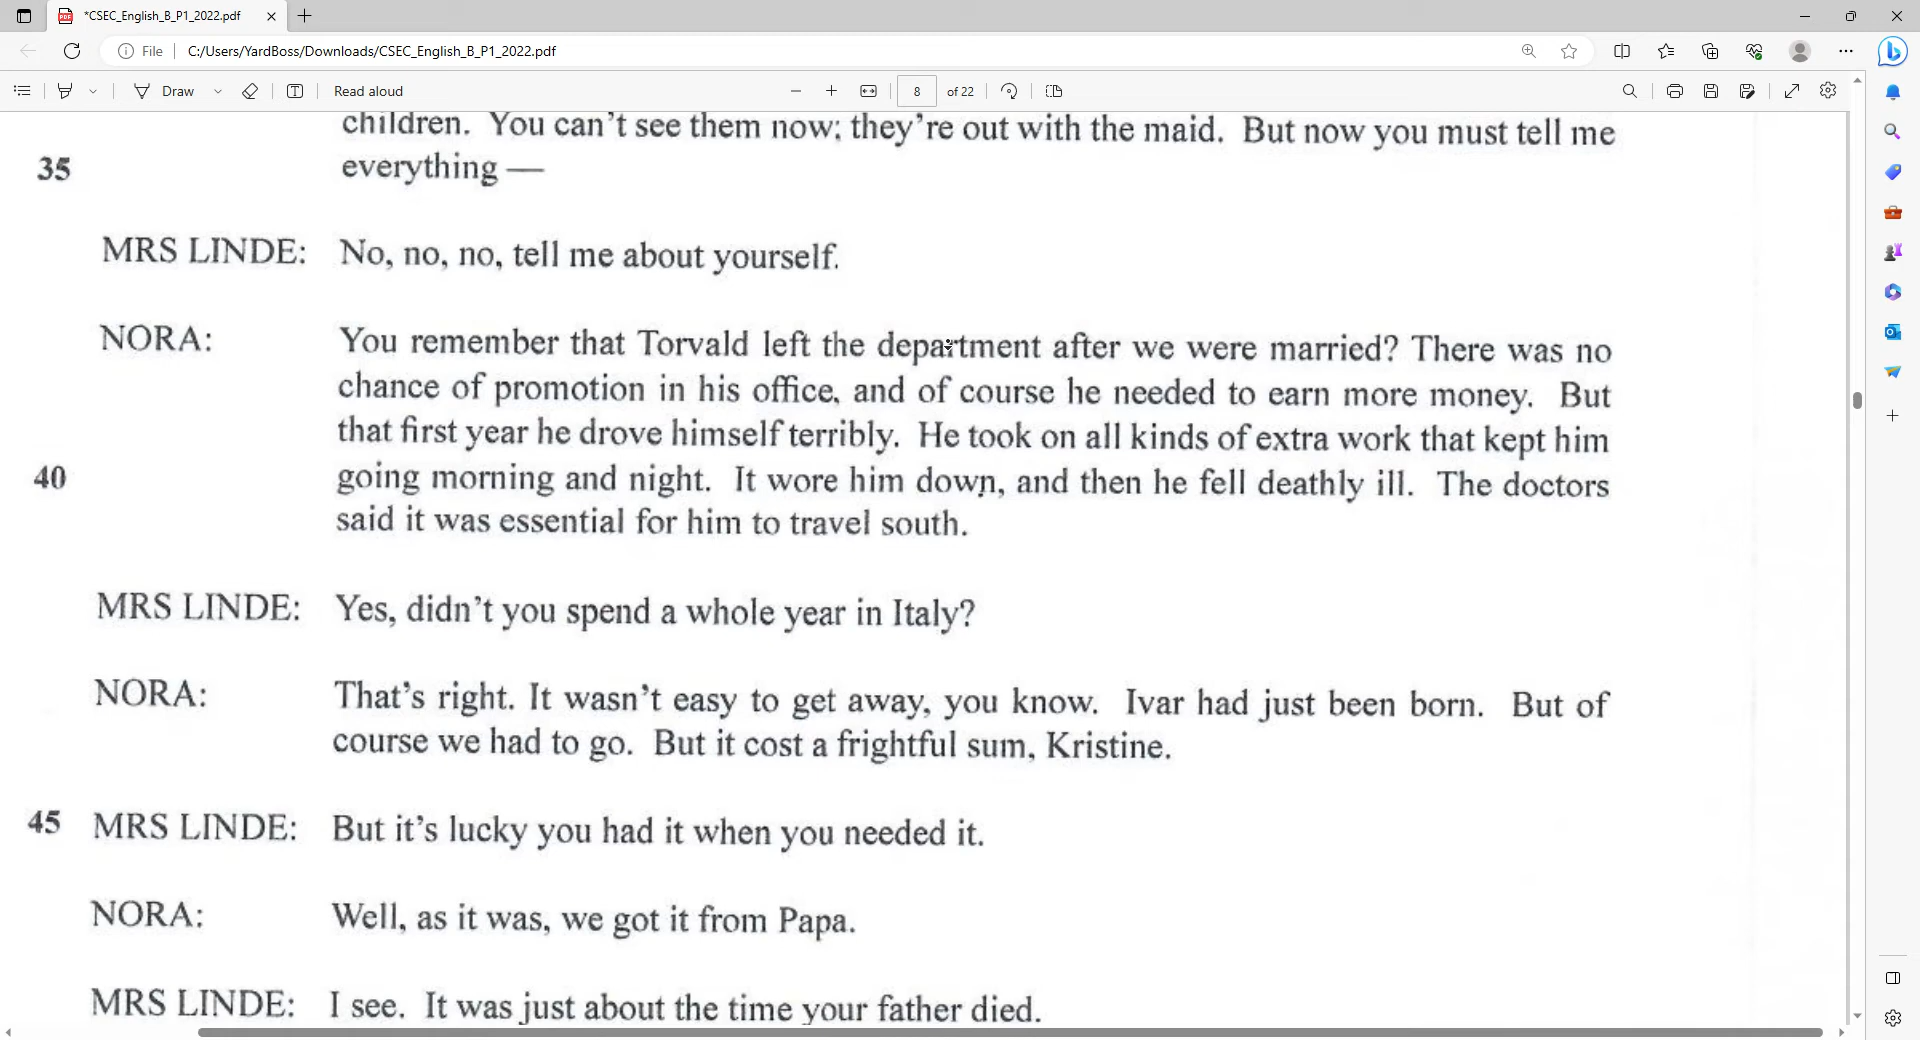 *CSEC_English_B_P1_2022.pdf
File C:/Users/YardBoss/Downloads/CSEC_English_B_P1_2022.pdf
Draw Read aloud 8 of 22
children. You can't see them now; they're out with the maid. But now you must tell me
35 everything —
MRS LINDE: No, no, no, tell me about yourself.
NORA: You remember that Torvald left the department after we were married? There was no
chance of promotion in his office, and of course he needed to earn more money. But
that first year he drove himself terribly. He took on all kinds of extra work that kept him
40 going morning and night. It wore him down, and then he fell deathly ill. The doctors
said it was essential for him to travel south.
MRS LINDE: Yes, didn't you spend a whole year in Italy?
NORA: That's right. It wasn't easy to get away, you know. Ivar had just been born. But of
course we had to go. But it cost a frightful sum, Kristine.
45 MRS LINDE: But it's lucky you had it when you needed it.
NORA: Well, as it was, we got it from Papa.
MRS LINDE: I see. It was just about the time your father died.